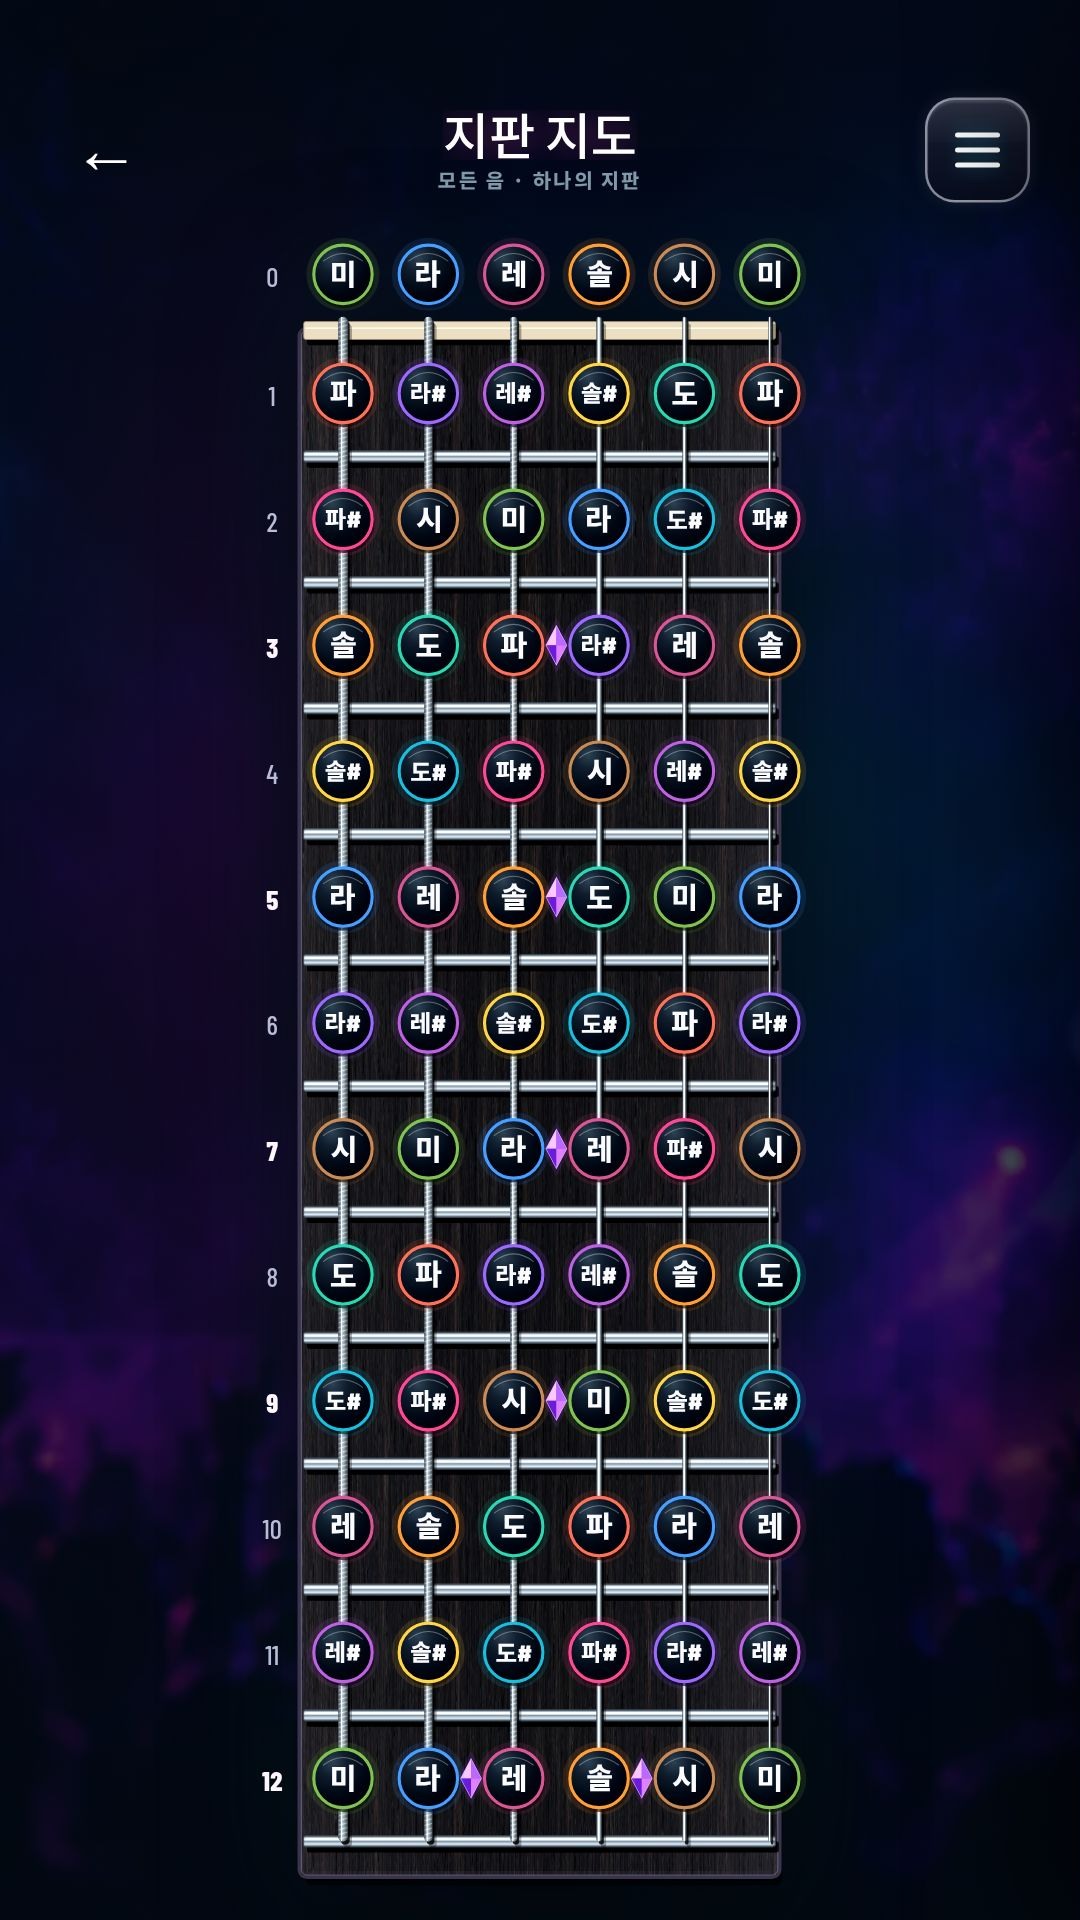 지판 지도
모든 음 · 하나의 지판
0 미 라 레 솔 시 미
1 파 라# 레# 솔# 도 파
2 파# 시 미 라 도# 파#
3 솔 도 파 라# 레 솔
4 솔# 도# 파# 시 레# 솔#
5 라 레 솔 도 미 라
6 라# 레# 솔# 도# 파 라#
7 시 미 라 레 파# 시
8 도 파 라# 레# 솔 도
9 도# 파# 시 미 솔# 도#
10 레 솔 도 파 라 레
11 레# 솔# 도# 파# 라# 레#
12 미 라 레 솔 시 미